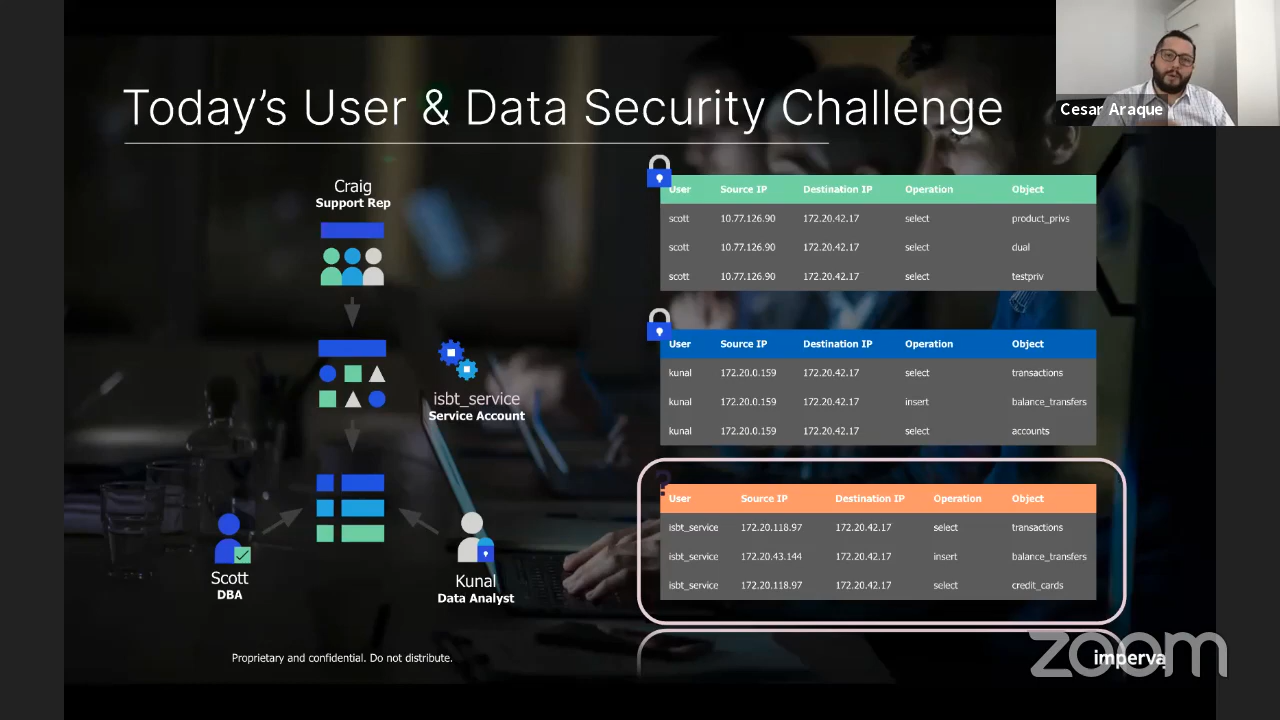 Today's User & Data Security Challenge
Cesar Araque
Craig
Support Rep
isbt_service
Service Account
Scott
DBA
Kunal
Data Analyst
User Source IP Destination IP Operation Object
scott 10.77.126.90 172.20.42.17 select product_privs
scott 10.77.126.90 172.20.42.17 select dual
scott 10.77.126.90 172.20.42.17 select testpriv
User Source IP Destination IP Operation Object
kunal 172.20.0.159 172.20.42.17 select transactions
kunal 172.20.0.159 172.20.42.17 insert balance_transfers
kunal 172.20.0.159 172.20.42.17 select accounts
?
User Source IP Destination IP Operation Object
isbt_service 172.20.118.97 172.20.42.17 select transactions
isbt_service 172.20.43.144 172.20.42.17 insert balance_transfers
isbt_service 172.20.118.97 172.20.42.17 select credit_cards
Proprietary and confidential. Do not distribute.
imperva
zoom